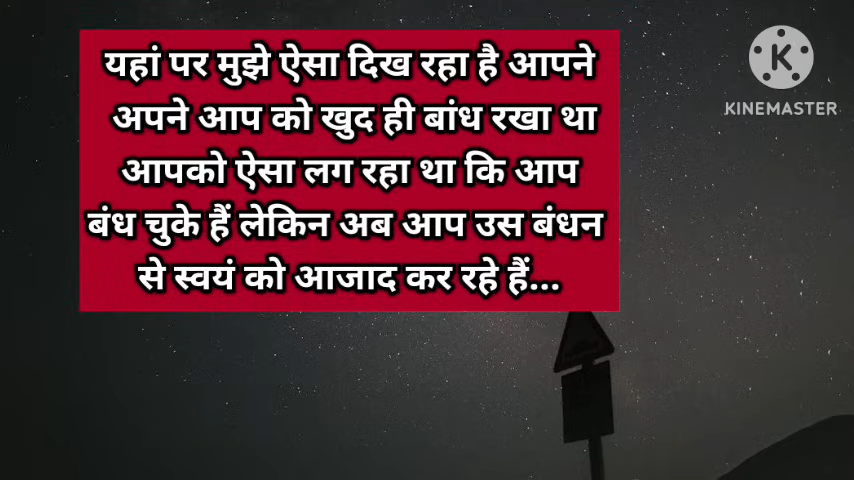 यहां पर मुझे ऐसा दिख रहा है आपने
अपने आप को खुद ही बांध रखा था
आपको ऐसा लग रहा था कि आप
बंध चुके हैं लेकिन अब आप उस बंधन
से स्वयं को आजाद कर रहे हैं...
K
KINEMASTER